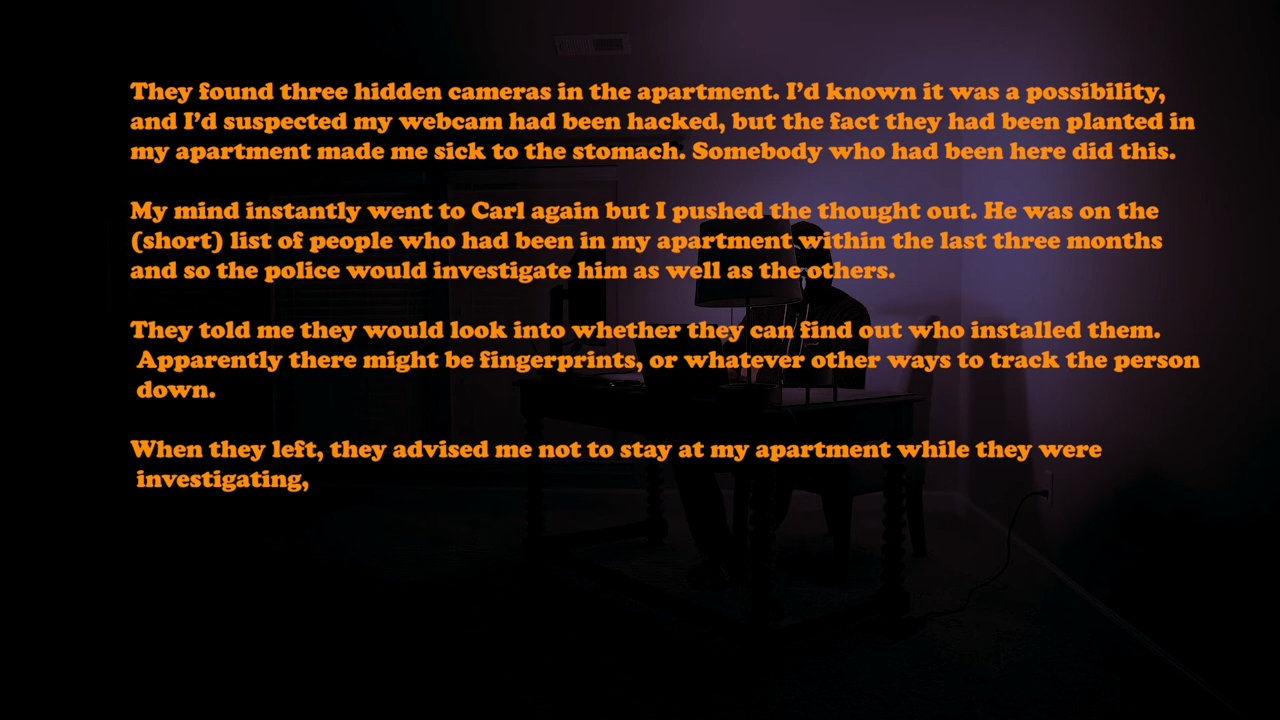 They found three hidden cameras in the apartment. I’d known it was a possibility,
and I’d suspected my webcam had been hacked, but the fact they had been planted in
my apartment made me sick to the stomach. Somebody who had been here did this.
My mind instantly went to Carl again but I pushed the thought out. He was on the
(short) list of people who had been in my apartment within the last three months
and so the police would investigate him as well as the others.
They told me they would look into whether they can find out who installed them.
Apparently there might be fingerprints, or whatever other ways to track the person
down.
When they left, they advised me not to stay at my apartment while they were
investigating,